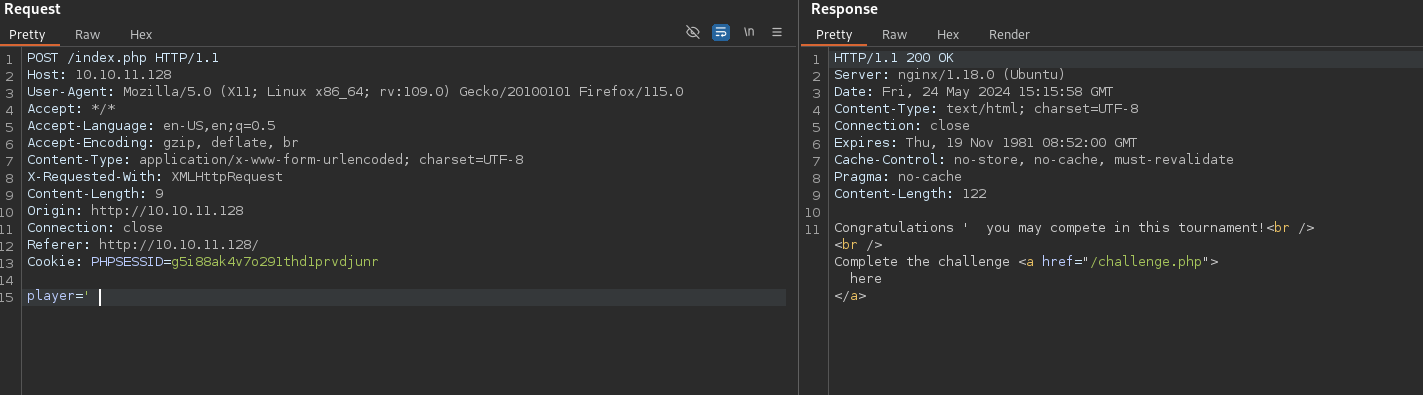 Request
Pretty Raw Hex \n
1 POST /index.php HTTP/1.1
2 Host: 10.10.11.128
3 User-Agent: Mozilla/5.0 (X11; Linux x86_64; rv:109.0) Gecko/20100101 Firefox/115.0
4 Accept: */*
5 Accept-Language: en-US,en;q=0.5
6 Accept-Encoding: gzip, deflate, br
7 Content-Type: application/x-www-form-urlencoded; charset=UTF-8
8 X-Requested-With: XMLHttpRequest
9 Content-Length: 9
10 Origin: http://10.10.11.128
11 Connection: close
12 Referer: http://10.10.11.128/
13 Cookie: PHPSESSID=g5i88ak4v7o291thd1prvdjunr
14
15 player='
Response
Pretty Raw Hex Render
1 HTTP/1.1 200 OK
2 Server: nginx/1.18.0 (Ubuntu)
3 Date: Fri, 24 May 2024 15:15:58 GMT
4 Content-Type: text/html; charset=UTF-8
5 Connection: close
6 Expires: Thu, 19 Nov 1981 08:52:00 GMT
7 Cache-Control: no-store, no-cache, must-revalidate
8 Pragma: no-cache
9 Content-Length: 122
10
11 Congratulations '  you may compete in this tournament!<br />
<br />
Complete the challenge <a href="/challenge.php">
here
</a>